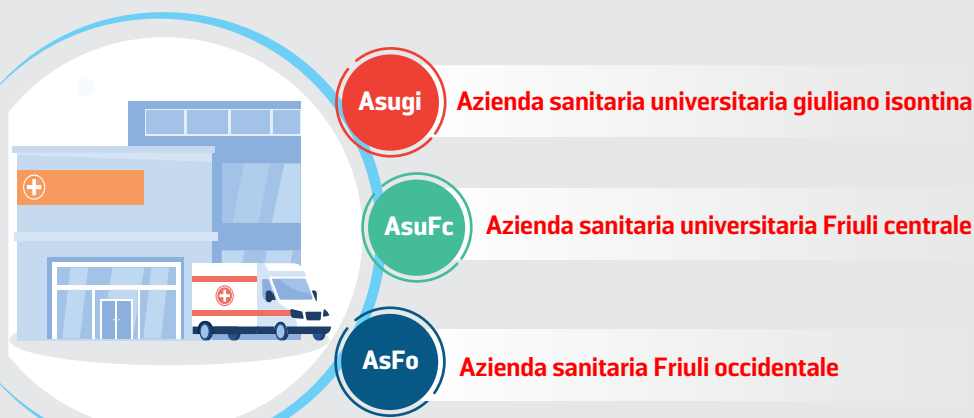 Asugi
Azienda sanitaria universitaria giuliano isontina
AsuFc
Azienda sanitaria universitaria Friuli centrale
AsFo
Azienda sanitaria Friuli occidentale